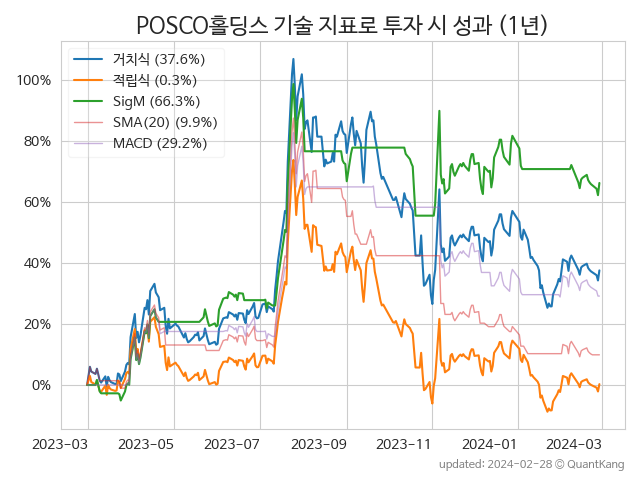 POSCO홀딩스 기술 지표로 투자 시 성과 (1년)
거치식 (37.6%)
적립식 (0.3%)
SigM (66.3%)
SMA(20) (9.9%)
MACD (29.2%)
100%
80%
60%
40%
20%
0%
2023-03 2023-05 2023-07 2023-09 2023-11 2024-01 2024-03
updated: 2024-02-28 © QuantKang